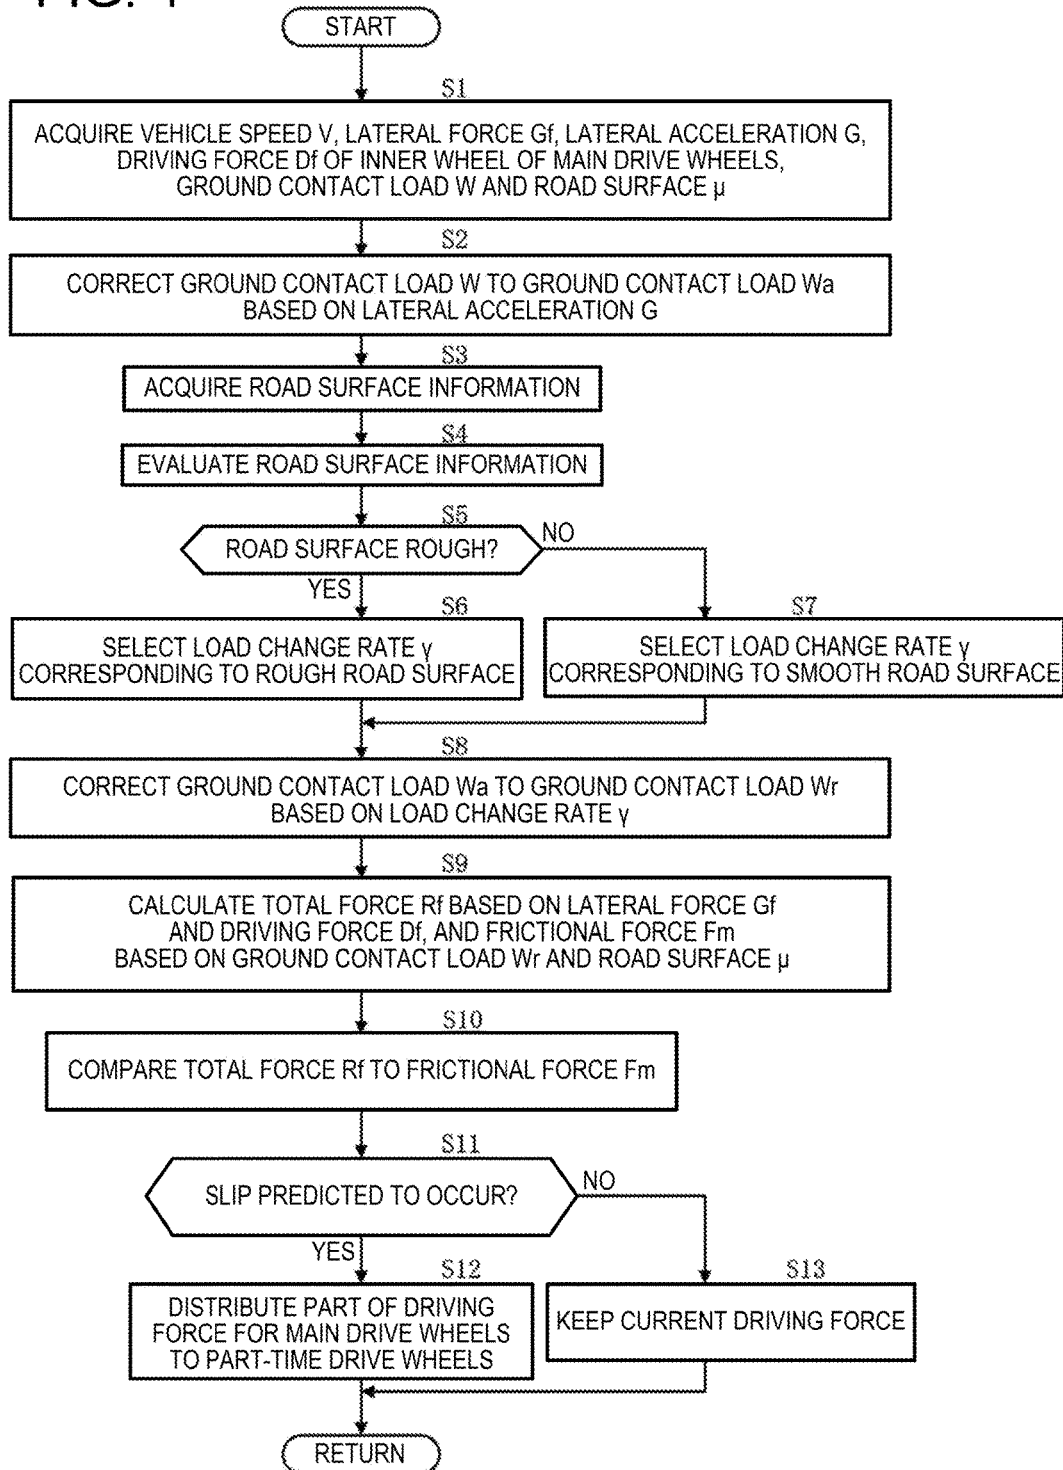 START
S1
ACQUIRE VEHICLE SPEED V, LATERAL FORCE Gf, LATERAL ACCELERATION G,
DRIVING FORCE Df OF INNER WHEEL OF MAIN DRIVE WHEELS,
GROUND CONTACT LOAD W AND ROAD SURFACE μ
S2
CORRECT GROUND CONTACT LOAD W TO GROUND CONTACT LOAD Wa
BASED ON LATERAL ACCELERATION G
S3
ACQUIRE ROAD SURFACE INFORMATION
S4
EVALUATE ROAD SURFACE INFORMATION
S5
ROAD SURFACE ROUGH?
NO
YES
S6
SELECT LOAD CHANGE RATE γ
CORRESPONDING TO ROUGH ROAD SURFACE
S7
SELECT LOAD CHANGE RATE γ
CORRESPONDING TO SMOOTH ROAD SURFACE
S8
CORRECT GROUND CONTACT LOAD Wa TO GROUND CONTACT LOAD Wr
BASED ON LOAD CHANGE RATE γ
S9
CALCULATE TOTAL FORCE Rf BASED ON LATERAL FORCE Gf
AND DRIVING FORCE Df, AND FRICTIONAL FORCE Fm
BASED ON GROUND CONTACT LOAD Wr AND ROAD SURFACE μ
S10
COMPARE TOTAL FORCE Rf TO FRICTIONAL FORCE Fm
S11
SLIP PREDICTED TO OCCUR?
NO
YES
S12
DISTRIBUTE PART OF DRIVING
FORCE FOR MAIN DRIVE WHEELS
TO PART-TIME DRIVE WHEELS
S13
KEEP CURRENT DRIVING FORCE
RETURN